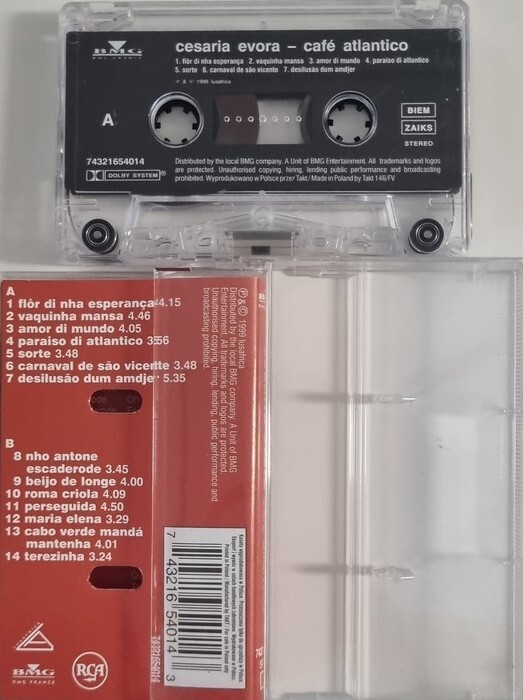 BMG
BMG FRANCE
cesaria evora – café atlantico
1. flôr di nha esperança 2. vaquinha mansa 3. amor di mundo 4. paraiso di atlantico
5. sorte 6. carnaval de são vicente 7. desilusão dum amdjer
℗ & © 1999 lusafrica
A
BIEM
ZAIKS
STEREO
74321654014
DOLBY SYSTEM®
Distributed by the local BMG company. A Unit of BMG Entertainment. All trademarks and logos
are protected. Unauthorised copying, hiring, lending public performance and broadcasting
prohibited. Wyprodukowano w Polsce przez Takt / Made in Poland by Takt 146/FV
A
1 flôr di nha esperança 4.15
2 vaquinha mansa 4.46
3 amor di mundo 4.05
4 paraiso di atlantico 3.56
5 sorte 3.48
6 carnaval de são vicente 3.48
7 desilusão dum amdje 5.35
B
8 nho antone
escaderode 3.45
9 beijo de longe 4.00
10 roma criola 4.09
11 perseguida 4.50
12 maria elena 3.29
13 cabo verde mandá
mantenha 4.01
14 terezinha 3.24
BMG
BMG FRANCE
RCA
BMG
℗ & © 1999 lusafrica
Distributed by the local BMG company. A Unit of BMG
Entertainment. All trademarks and logos are protected
Unauthorised copying, hiring, lending, public performance and
broadcasting prohibited.
7 43216 54014 3
74321654014